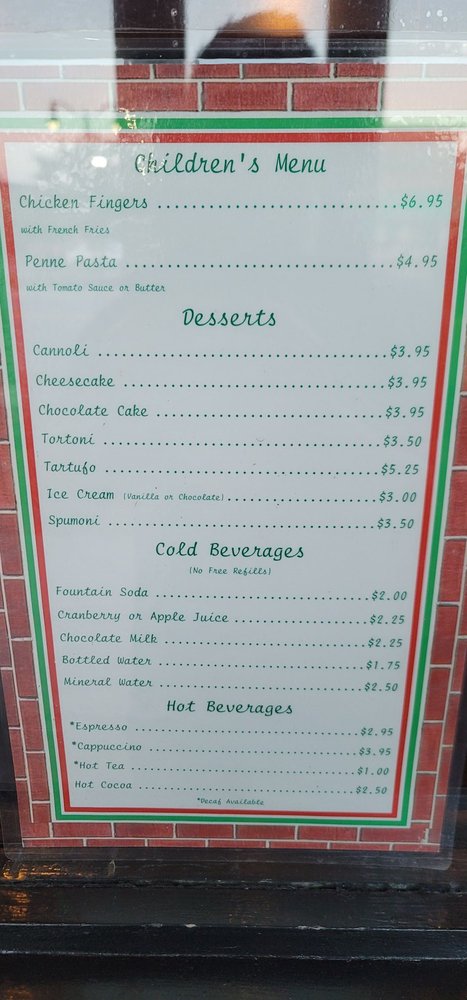 Children's Menu
Chicken Fingers ..............................$6.95
with French Fries
Penne Pasta ..................................$4.95
with Tomato Sauce or Butter
Desserts
Cannoli ......................................$3.95
Cheesecake ...................................$3.95
Chocolate Cake ...............................$3.95
Tortoni ......................................$3.50
Tartufo ......................................$5.25
Ice Cream (Vanilla or Chocolate)......................$3.00
Spumoni ......................................$3.50
Cold Beverages
(No Free Refills)
Fountain Soda ................................$2.00
Cranberry or Apple Juice .....................$2.25
Chocolate Milk ...............................$2.25
Bottled Water ................................$1.75
Mineral Water ................................$2.50
Hot Beverages
*Espresso ....................................$2.95
*Cappuccino ..................................$3.95
*Hot Tea .....................................$1.00
Hot Cocoa ....................................$2.50
*Decaf Available